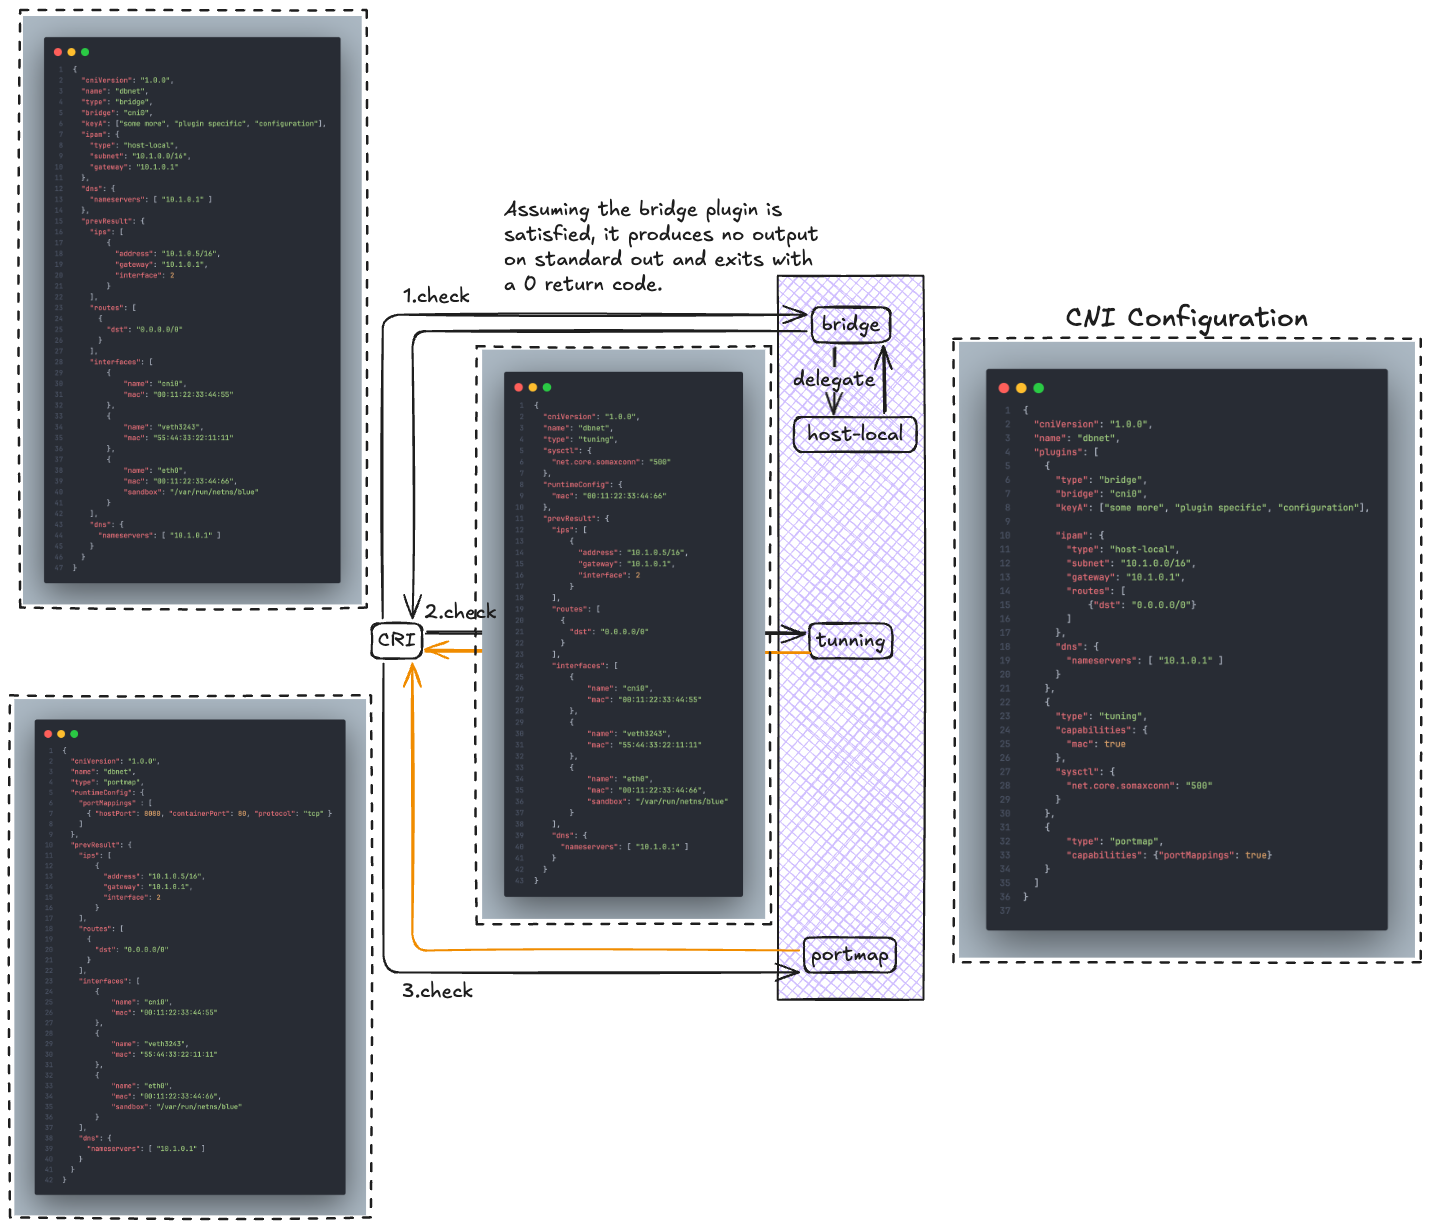 1 {
2 "cniVersion": "1.0.0",
3 "name": "dbnet",
4 "type": "bridge",
5 "bridge": "cni0",
6 "keyA": ["some more", "plugin specific", "configuration"],
7 "ipam": {
8 "type": "host-local",
9 "subnet": "10.1.0.0/16",
10 "gateway": "10.1.0.1"
11 },
12 "dns": {
13 "nameservers": [ "10.1.0.1" ]
14 },
15 "prevResult": {
16 "ips": [
17 {
18 "address": "10.1.0.5/16",
19 "gateway": "10.1.0.1",
20 "interface": 2
21 }
22 ],
23 "routes": [
24 {
25 "dst": "0.0.0.0/0"
26 }
27 ],
28 "interfaces": [
29 {
30 "name": "cni0",
31 "mac": "00:11:22:33:44:55"
32 },
33 {
34 "name": "veth3243",
35 "mac": "55:44:33:22:11:11"
36 },
37 {
38 "name": "eth0",
39 "mac": "00:11:22:33:44:66",
40 "sandbox": "/var/run/netns/blue"
41 }
42 ],
43 "dns": {
44 "nameservers": [ "10.1.0.1" ]
45 }
46 }
47 }
Assuming the bridge plugin is
satisfied, it produces no output
on standard out and exits with
a 0 return code.
1.check
bridge
delegate
host-local
2.check
CRI
tunning
portmap
3.check
1 {
2 "cniVersion": "1.0.0",
3 "name": "dbnet",
4 "type": "tuning",
5 "sysctl": {
6 "net.core.somaxconn": "500"
7 },
8 "runtimeConfig": {
9 "mac": "00:11:22:33:44:66"
10 },
11 "prevResult": {
12 "ips": [
13 {
14 "address": "10.1.0.5/16",
15 "gateway": "10.1.0.1",
16 "interface": 2
17 }
18 ],
19 "routes": [
20 {
21 "dst": "0.0.0.0/0"
22 }
23 ],
24 "interfaces": [
25 {
26 "name": "cni0",
27 "mac": "00:11:22:33:44:55"
28 },
29 {
30 "name": "veth3243",
31 "mac": "55:44:33:22:11:11"
32 },
33 {
34 "name": "eth0",
35 "mac": "00:11:22:33:44:66",
36 "sandbox": "/var/run/netns/blue"
37 }
38 ],
39 "dns": {
40 "nameservers": [ "10.1.0.1" ]
41 }
42 }
43 }
CNI Configuration
1 {
2 "cniVersion": "1.0.0",
3 "name": "dbnet",
4 "plugins": [
5 {
6 "type": "bridge",
7 "bridge": "cni0",
8 "keyA": ["some more", "plugin specific", "configuration"],
9
10 "ipam": {
11 "type": "host-local",
12 "subnet": "10.1.0.0/16",
13 "gateway": "10.1.0.1",
14 "routes": [
15 {"dst": "0.0.0.0/0"}
16 ]
17 },
18 "dns": {
19 "nameservers": [ "10.1.0.1" ]
20 }
21 },
22 {
23 "type": "tuning",
24 "capabilities": {
25 "mac": true
26 },
27 "sysctl": {
28 "net.core.somaxconn": "500"
29 }
30 },
31 {
32 "type": "portmap",
33 "capabilities": {"portMappings": true}
34 }
35 ]
36 }
37
1 {
2 "cniVersion": "1.0.0",
3 "name": "dbnet",
4 "type": "portmap",
5 "runtimeConfig": {
6 "portMappings" : [
7 { "hostPort": 8080, "containerPort": 80, "protocol": "tcp" }
8 ]
9 },
10 "prevResult": {
11 "ips": [
12 {
13 "address": "10.1.0.5/16",
14 "gateway": "10.1.0.1",
15 "interface": 2
16 }
17 ],
18 "routes": [
19 {
20 "dst": "0.0.0.0/0"
21 }
22 ],
23 "interfaces": [
24 {
25 "name": "cni0",
26 "mac": "00:11:22:33:44:55"
27 },
28 {
29 "name": "veth3243",
30 "mac": "55:44:33:22:11:11"
31 },
32 {
33 "name": "eth0",
34 "mac": "00:11:22:33:44:66",
35 "sandbox": "/var/run/netns/blue"
36 }
37 ],
38 "dns": {
39 "nameservers": [ "10.1.0.1" ]
40 }
41 }
42 }